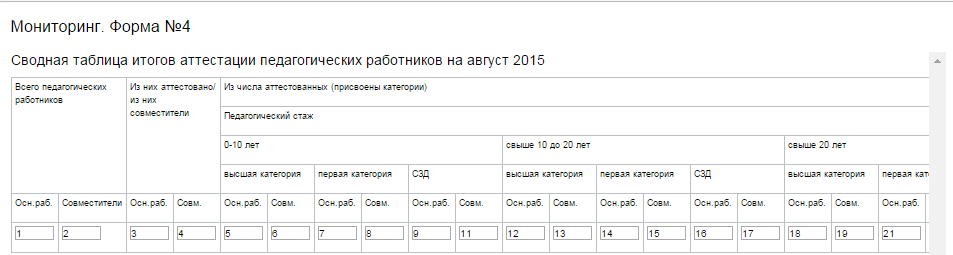 Мониторинг. Форма №4
Сводная таблица итогов аттестации педагогических работников на август 2015
Всего педагогических работников
Из них аттестовано/ из них совместители
Из числа аттестованных (присвоены категории)
Педагогический стаж
0-10 лет свыше 10 до 20 лет свыше 20 лет
высшая категория первая категория СЗД высшая категория первая категория СЗД высшая категория первая кате
Осн.раб. Совместители Осн.раб. Совм. Осн.раб. Совм. Осн.раб. Совм. Осн.раб. Совм. Осн.раб. Совм. Осн.раб. Совм. Осн.раб. Совм. Осн.раб. Совм. Осн.раб.
1 2 3 4 5 6 7 8 9 11 12 13 14 15 16 17 18 19 21